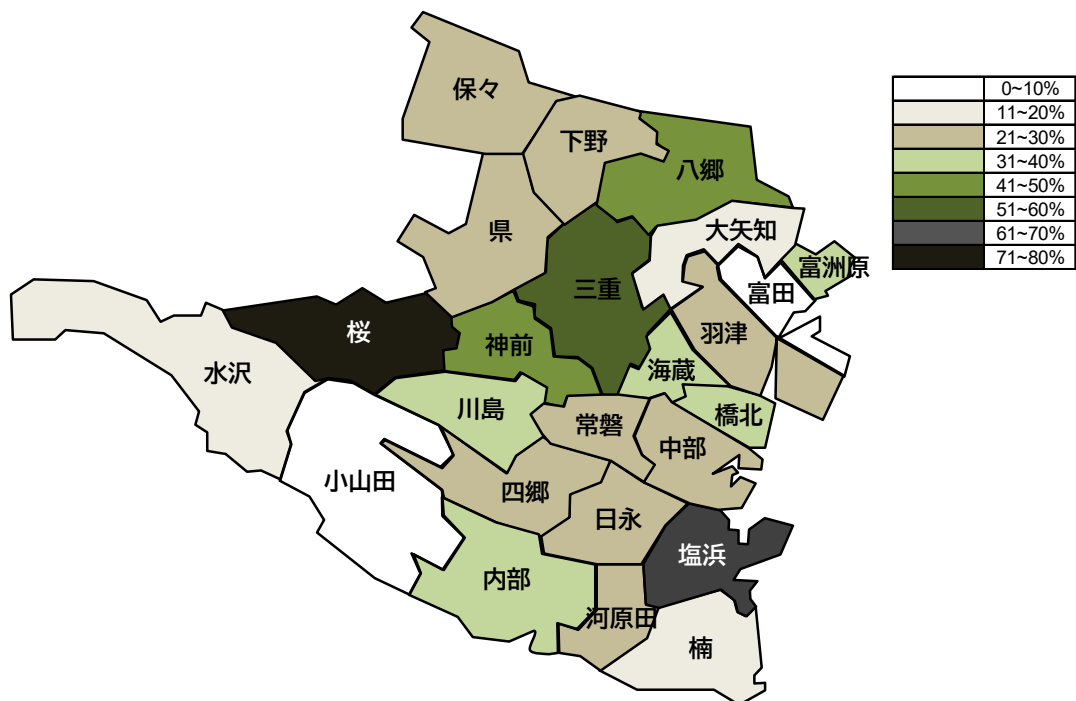 保々
下野
八郷
県
大矢知
富洲原
三重
富田
桜
神前
羽津
水沢
海蔵
川島
橋北
常磐
中部
小山田
四郷
日永
塩浜
内部
河原田
楠
0~10%
11~20%
21~30%
31~40%
41~50%
51~60%
61~70%
71~80%